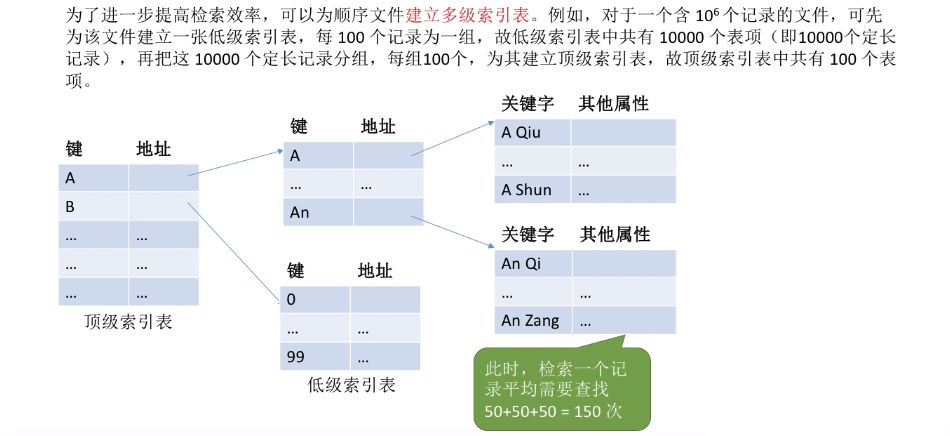 为了进一步提高检索效率，可以为顺序文件建立多级索引表。例如，对于一个含 10⁶ 个记录的文件，可先
为该文件建立一张低级索引表，每 100 个记录为一组，故低级索引表中共有 10000 个表项（即10000个定长
记录），再把这 10000 个定长记录分组，每组100个，为其建立顶级索引表，故顶级索引表中共有 100 个表
项。
键 地址
A
B
... ...
... ...
... ...
顶级索引表
键 地址
A
... ...
An
键 地址
0
... ...
99 ...
低级索引表
关键字 其他属性
A Qiu
... ...
A Shun ...
关键字 其他属性
An Qi
... ...
An Zang ...
此时，检索一个记
录平均需要查找
50+50+50 = 150 次